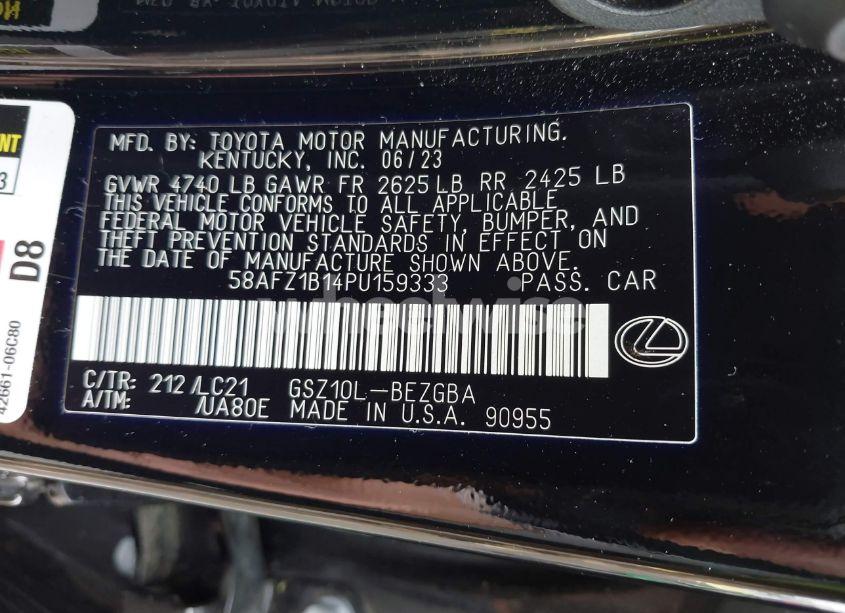 MFD. BY: TOYOTA MOTOR MANUFACTURING.
KENTUCKY, INC. 06/23
GVWR 4740 LB GAWR FR 2625 LB RR 2425 LB
THIS VEHICLE CONFORMS TO ALL APPLICABLE
FEDERAL MOTOR VEHICLE SAFETY, BUMPER, AND
THEFT PREVENTION STANDARDS IN EFFECT ON
THE DATE OF MANUFACTURE SHOWN ABOVE.
58AFZ1B14PU159333 PASS. CAR
wheelwise
C/TR: 212/LC21 GSZ10L-BEZGBA
A/TM: /UA80E MADE IN U.S.A. 90955
D8
42661-06C80